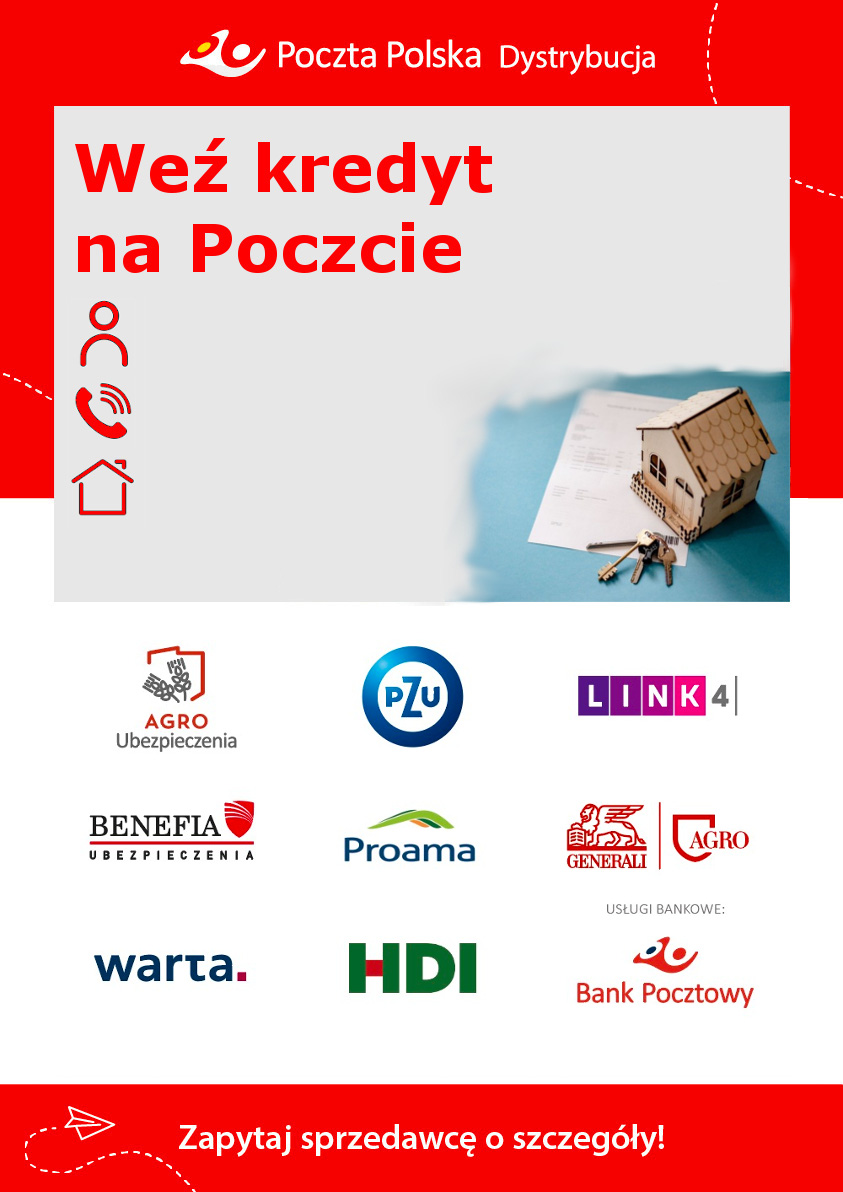 Poczta Polska Dystrybucja
Weź kredyt
na Poczcie
AGRO
Ubezpieczenia
PZU
LINK4
BENEFIA
UBEZPIECZENIA
Proama
GENERALI
AGRO
USŁUGI BANKOWE:
warta.
HDI
Bank Pocztowy
Zapytaj sprzedawcę o szczegóły!